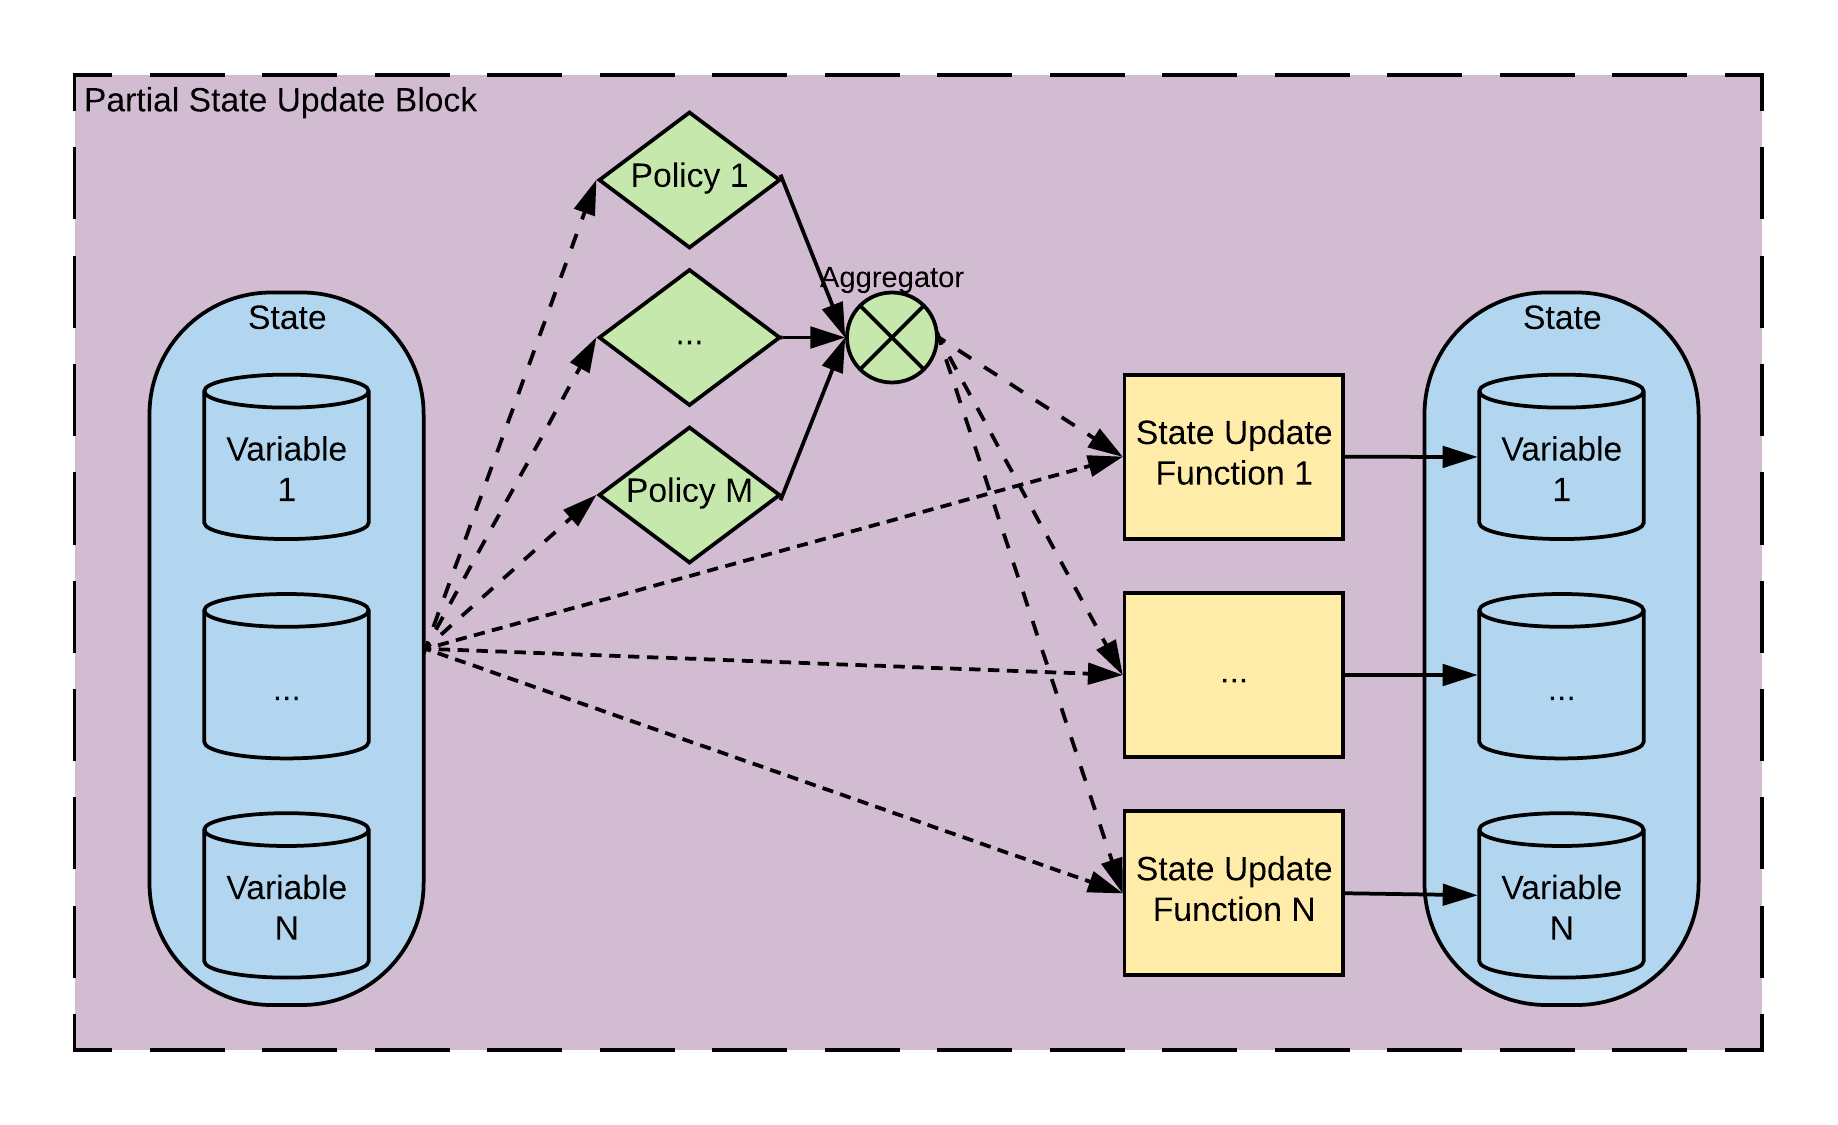 Partial State Update Block
Policy 1
...
Policy M
Aggregator
State
Variable
1
...
Variable
N
State Update
Function 1
...
State Update
Function N
State
Variable
1
...
Variable
N